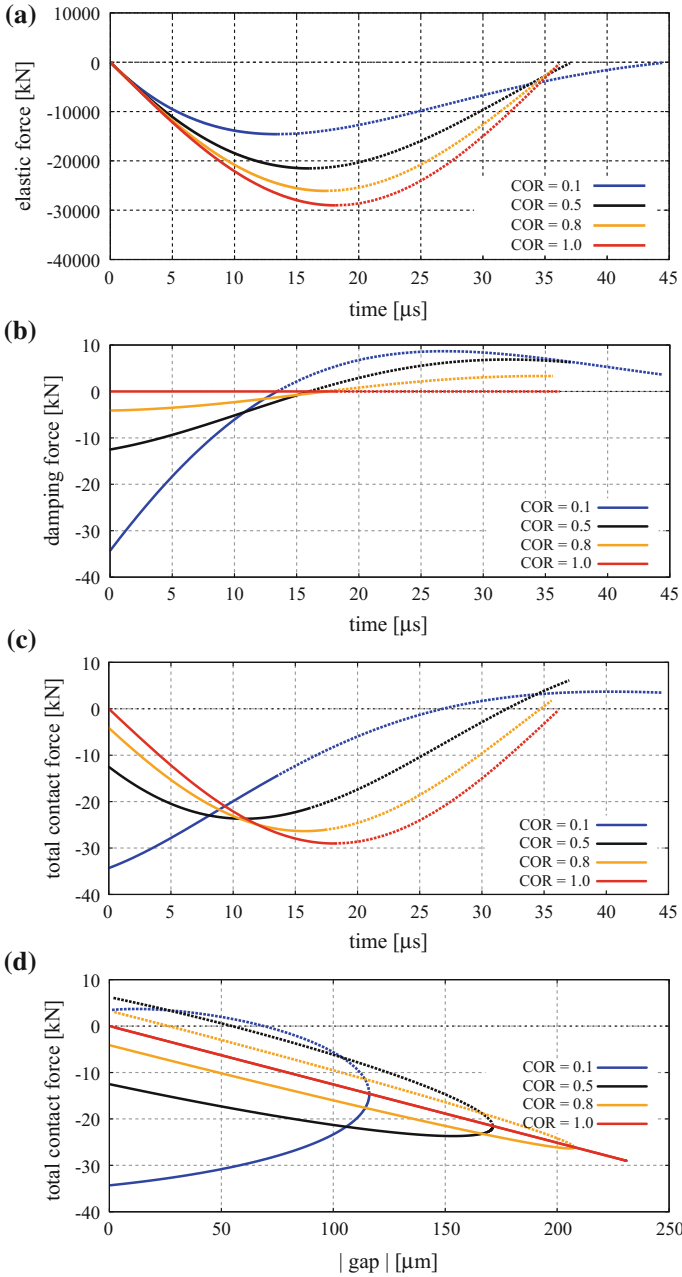 (a)
10000
0
-10000
-20000
-30000
-40000
elastic force [kN]
COR = 0.1
COR = 0.5
COR = 0.8
COR = 1.0
0 5 10 15 20 25 30 35 40 45
time [μs]
(b)
10
0
-10
-20
-30
-40
damping force [kN]
COR = 0.1
COR = 0.5
COR = 0.8
COR = 1.0
0 5 10 15 20 25 30 35 40 45
time [μs]
(c)
10
0
-10
-20
-30
-40
total contact force [kN]
COR = 0.1
COR = 0.5
COR = 0.8
COR = 1.0
0 5 10 15 20 25 30 35 40 45
time [μs]
(d)
10
0
-10
-20
-30
-40
total contact force [kN]
COR = 0.1
COR = 0.5
COR = 0.8
COR = 1.0
0 50 100 150 200 250
| gap | [μm]